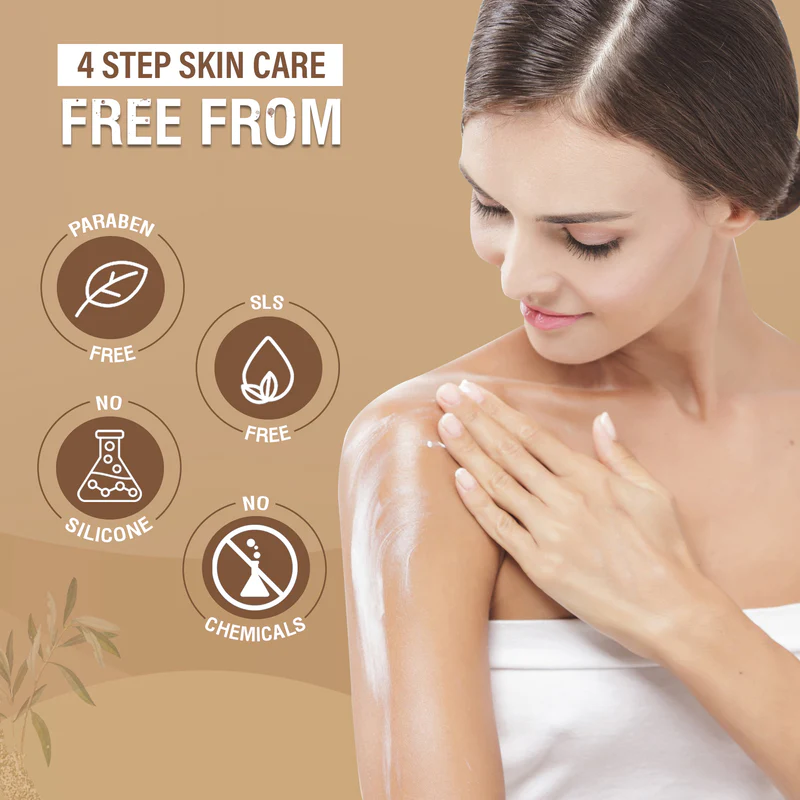 4 STEP SKIN CARE
FREE FROM
PARABEN
FREE
SLS
FREE
NO
SILICONE
NO
CHEMICALS